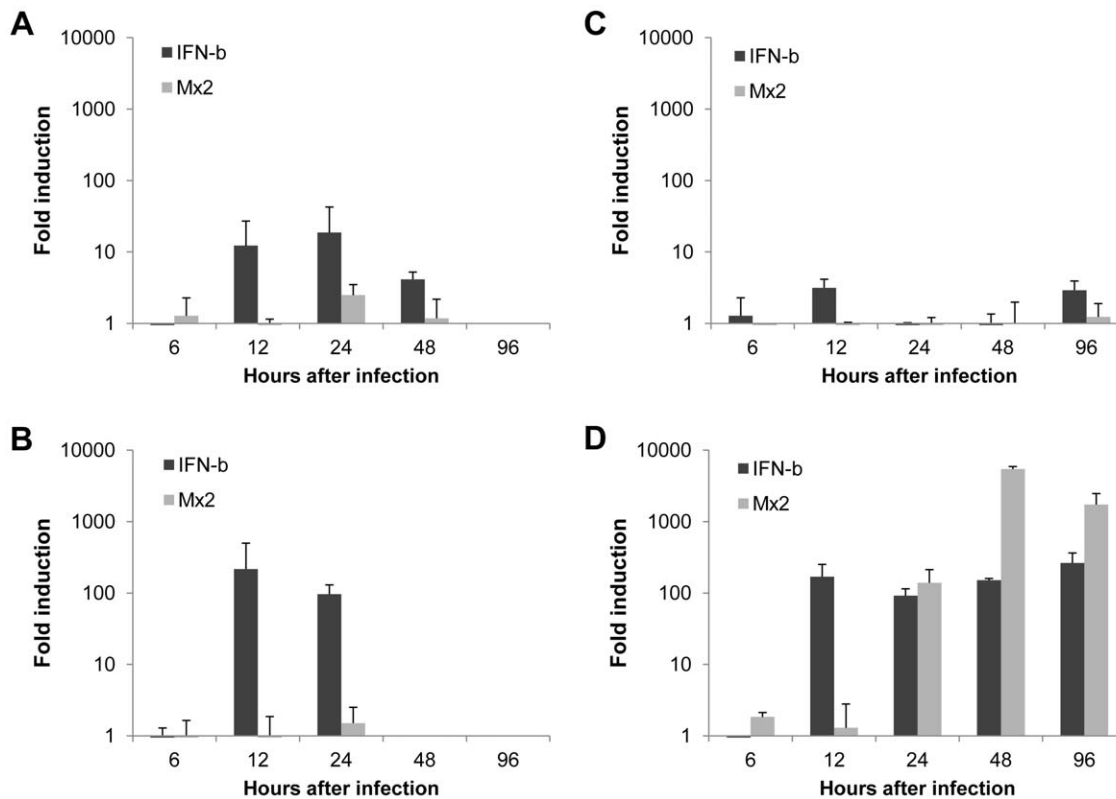 A
10000
1000
100
10
1
Fold induction
IFN-b
Mx2
6 12 24 48 96
Hours after infection
C
10000
1000
100
10
1
Fold induction
IFN-b
Mx2
6 12 24 48 96
Hours after infection
B
10000
1000
100
10
1
Fold induction
IFN-b
Mx2
6 12 24 48 96
Hours after infection
D
10000
1000
100
10
1
Fold induction
IFN-b
Mx2
6 12 24 48 96
Hours after infection